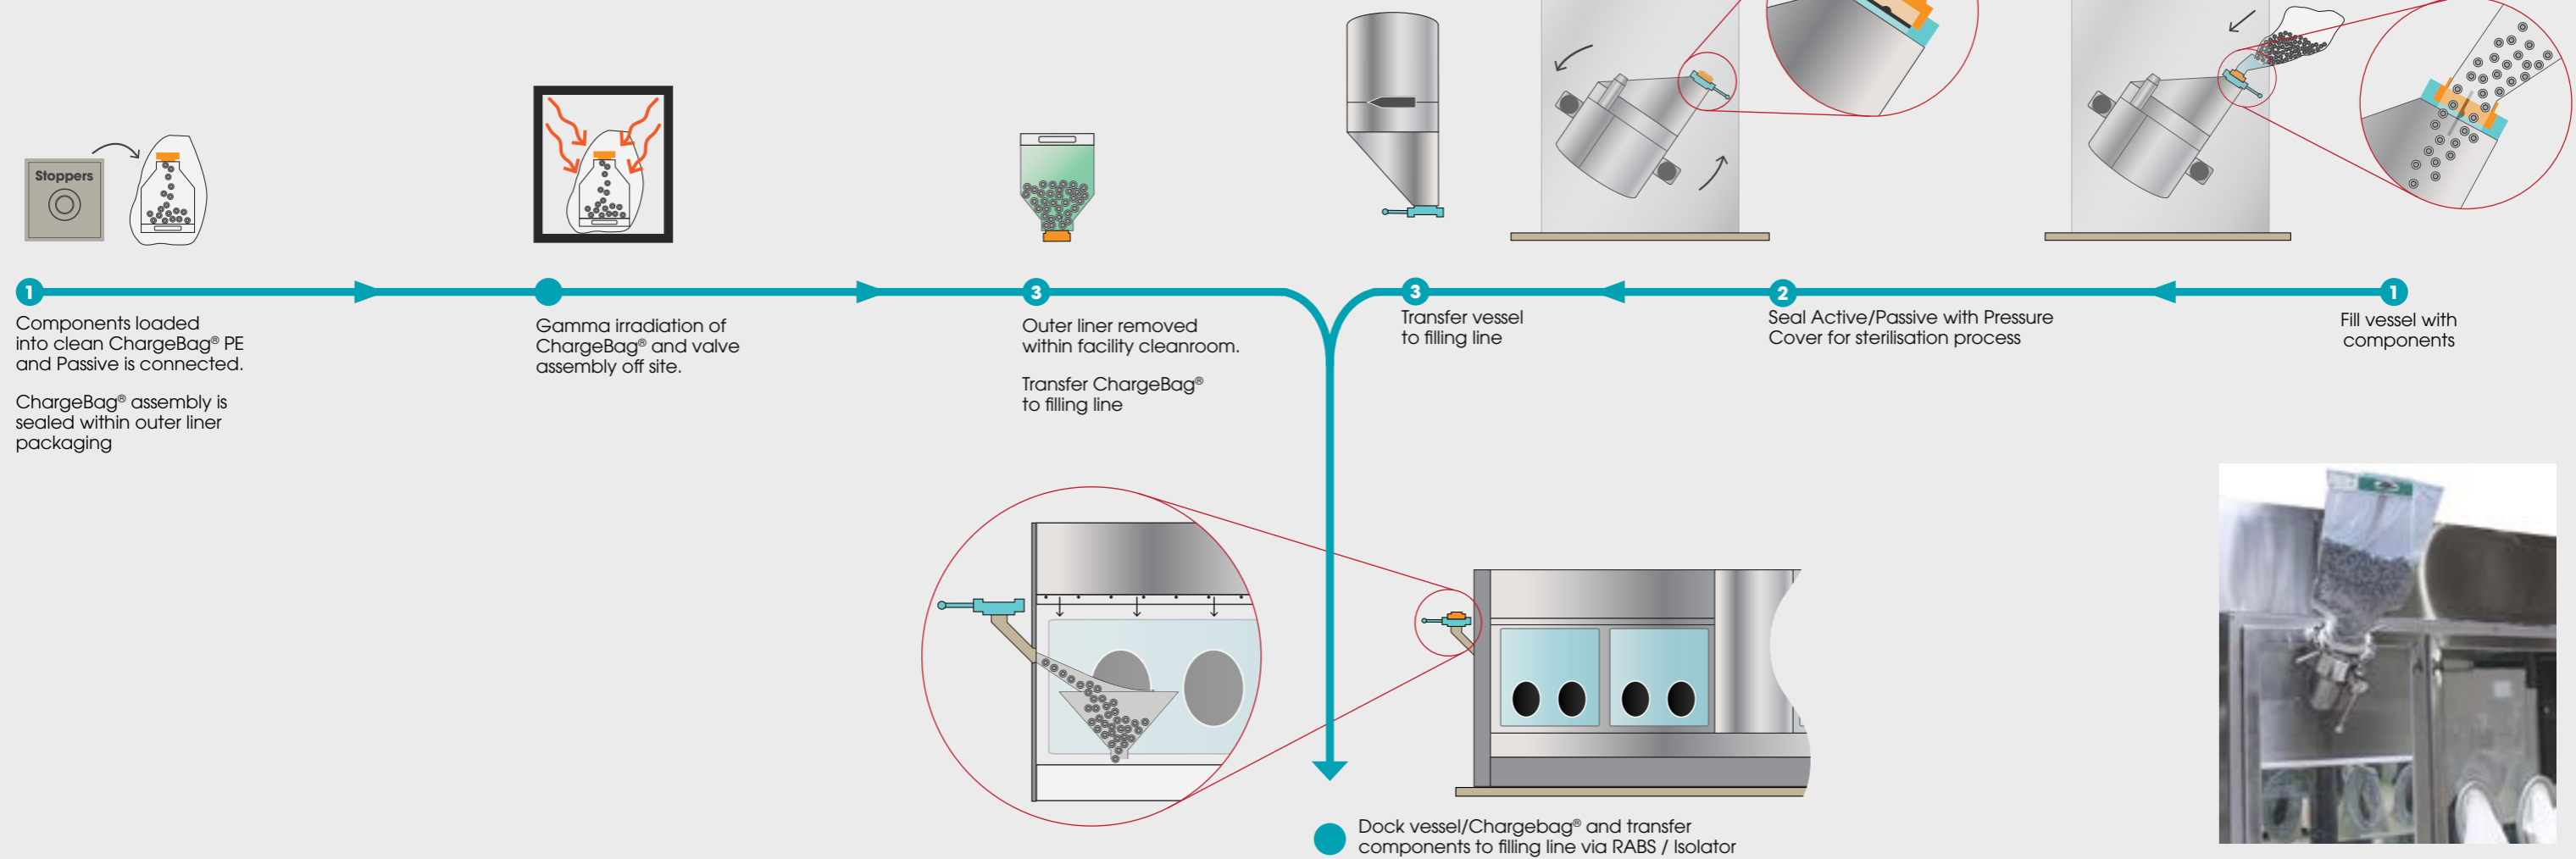 Stoppers
1
Components loaded
into clean ChargeBag® PE
and Passive is connected.
ChargeBag® assembly is
sealed within outer liner
packaging
Gamma irradiation of
ChargeBag® and valve
assembly off site.
3
Outer liner removed
within facility cleanroom.
Transfer ChargeBag®
to filling line
3
Transfer vessel
to filling line
2
Seal Active/Passive with Pressure
Cover for sterilisation process
1
Fill vessel with
components
Dock vessel/Chargebag® and transfer
components to filling line via RABS / Isolator